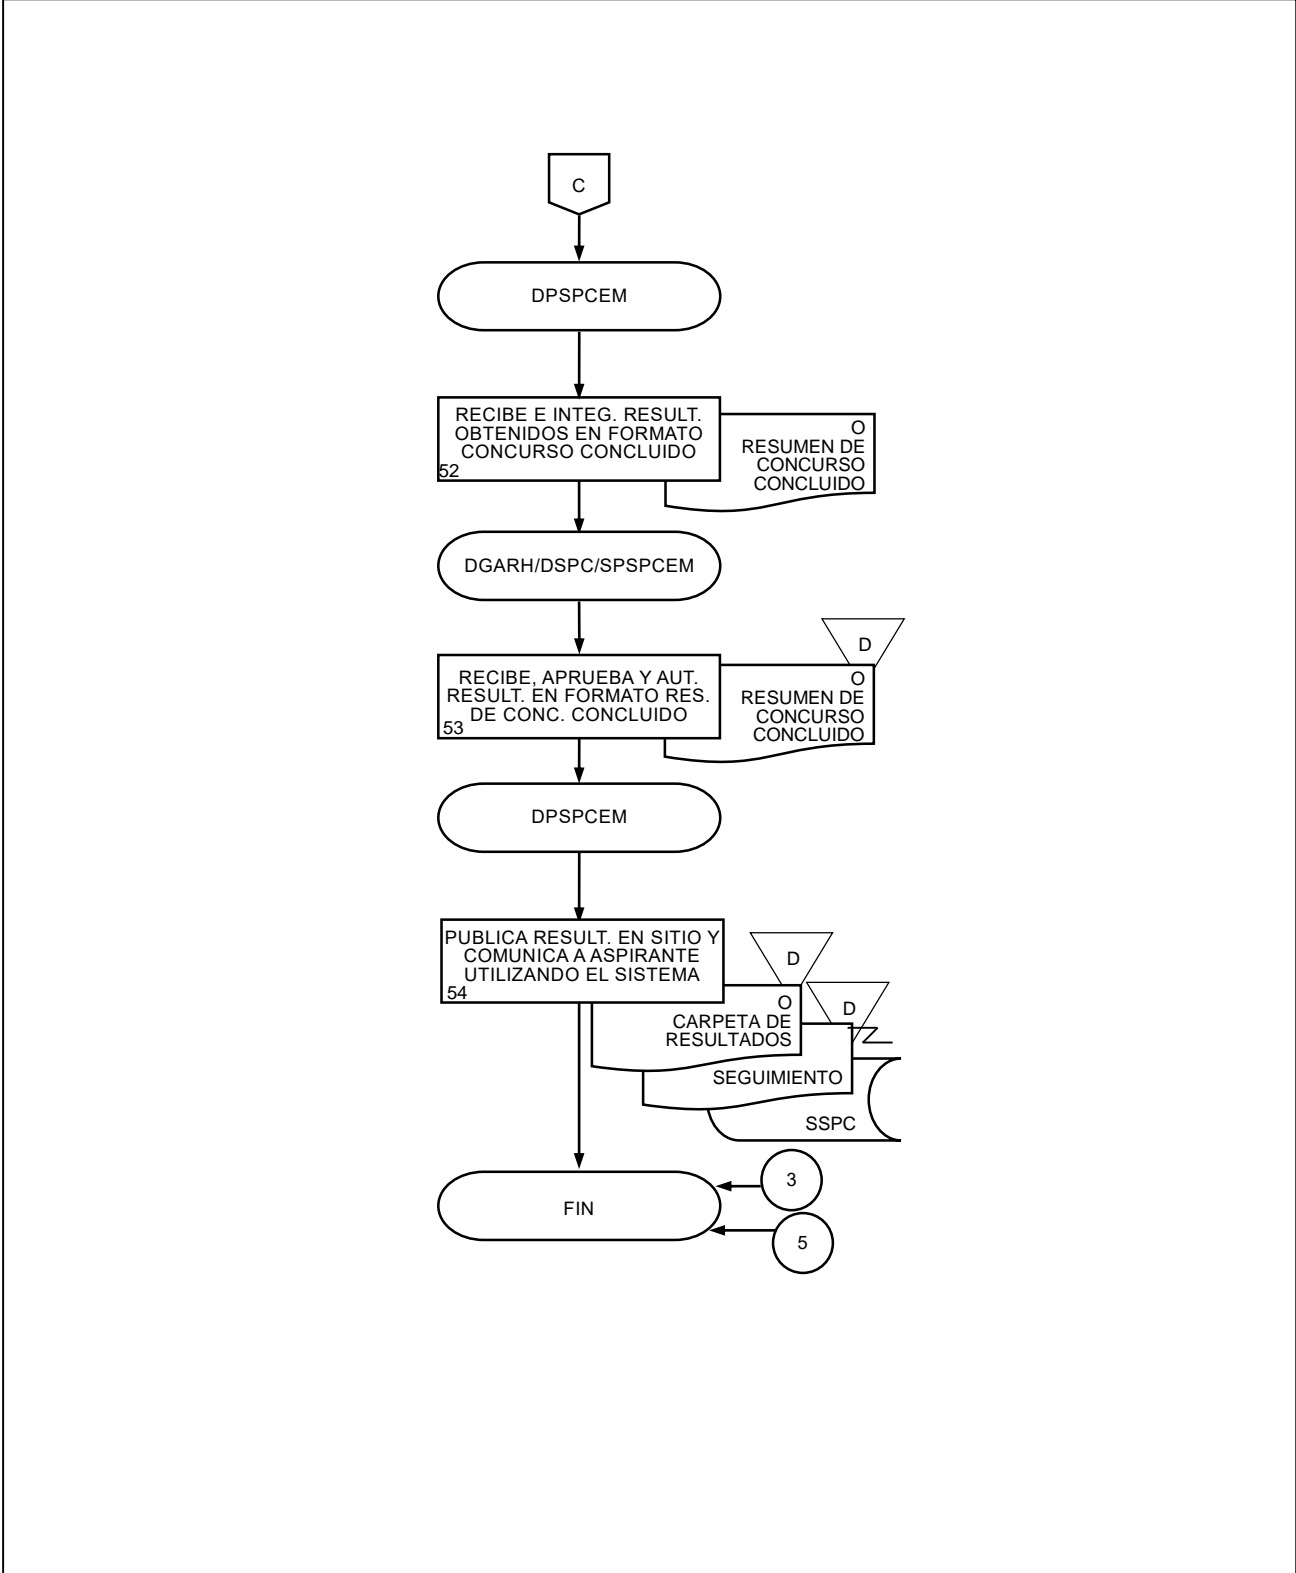 C
DPSPCEM
RECIBE E INTEG. RESULT.
OBTENIDOS EN FORMATO
CONCURSO CONCLUIDO
52
O
RESUMEN DE
CONCURSO
CONCLUIDO
DGARH/DSPC/SPSPCEM
D
RECIBE, APRUEBA Y AUT.
RESULT. EN FORMATO RES.
DE CONC. CONCLUIDO
53
O
RESUMEN DE
CONCURSO
CONCLUIDO
DPSPCEM
PUBLICA RESULT. EN SITIO Y
COMUNICA A ASPIRANTE
UTILIZANDO EL SISTEMA
54
D
O
CARPETA DE
RESULTADOS
D
SEGUIMIENTO
SSPC
FIN
3
5